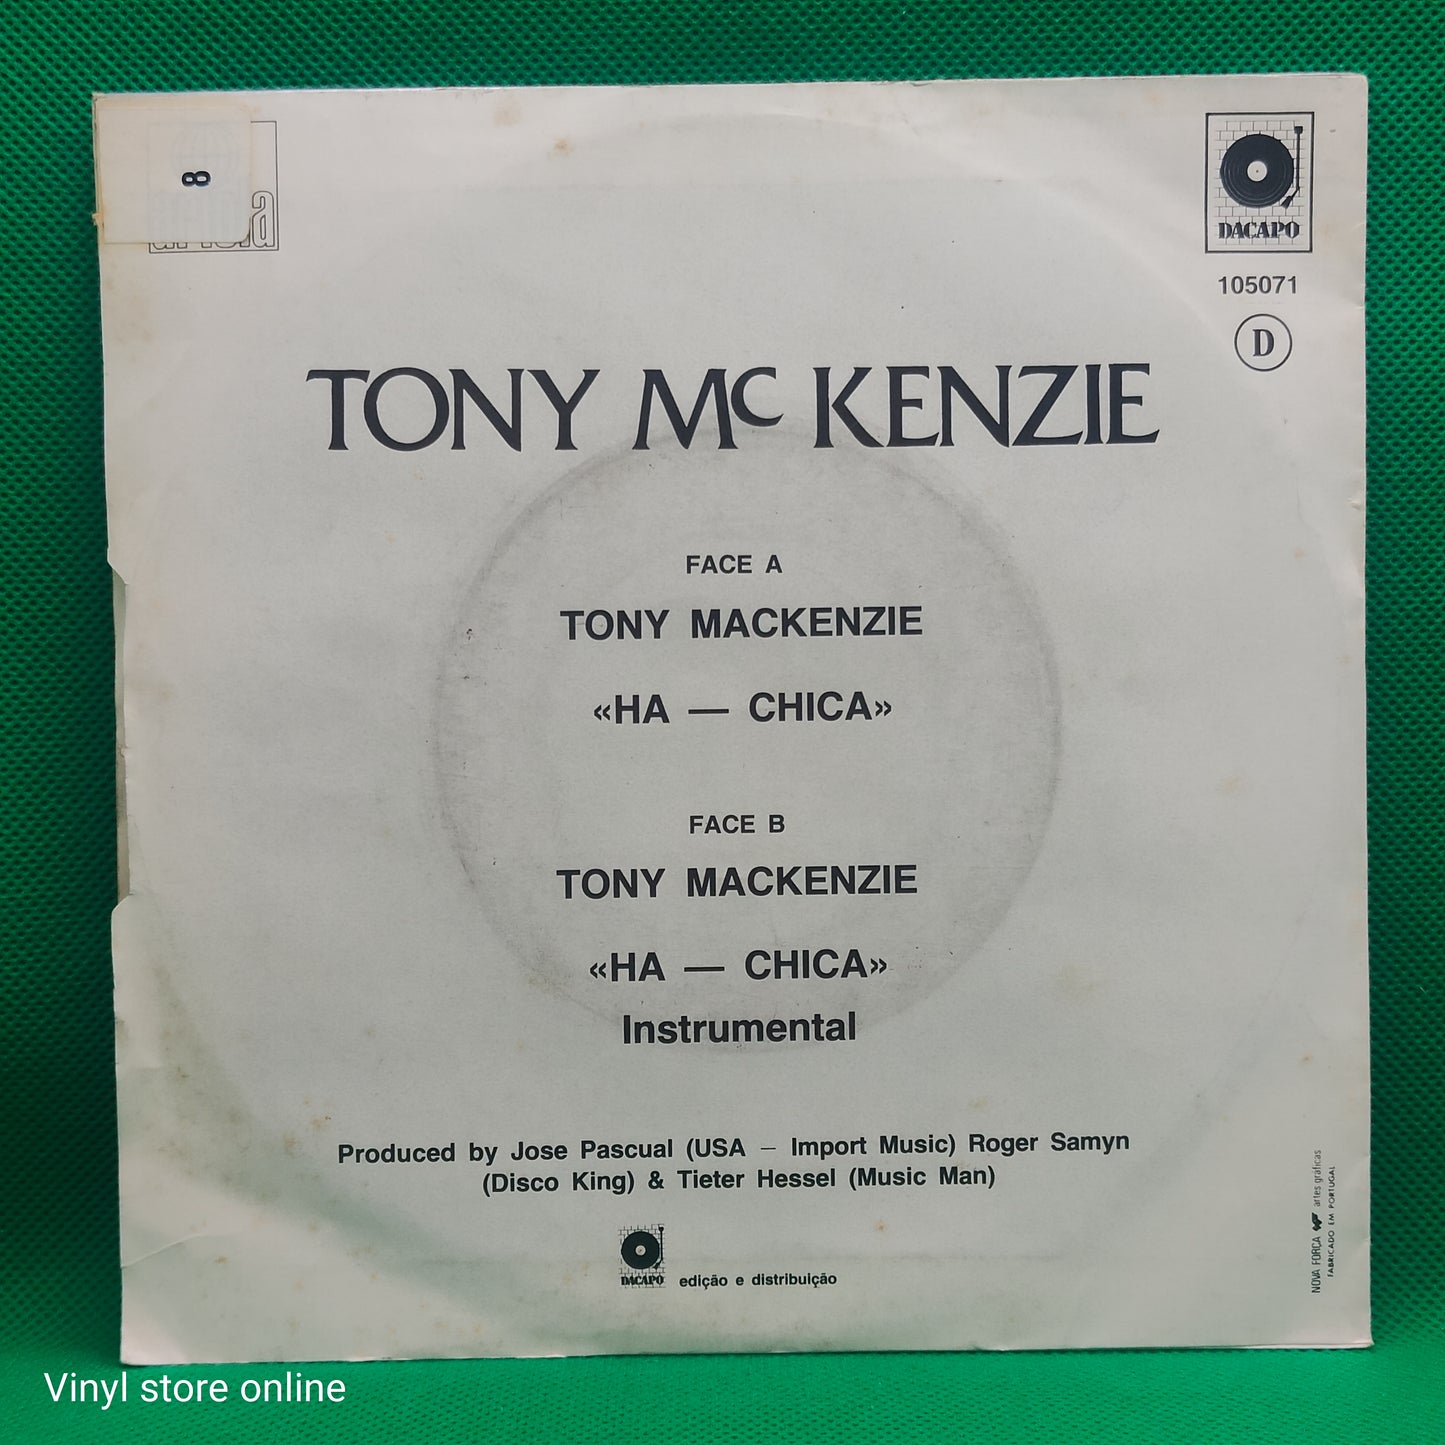 8
DACAPO
105071
D
TONY Mc KENZIE
FACE A
TONY MACKENZIE
«HA — CHICA»
FACE B
TONY MACKENZIE
«HA — CHICA»
Instrumental
Produced by Jose Pascual (USA – Import Music) Roger Samyn
(Disco King) & Tieter Hessel (Music Man)
DACAPO edição e distribuição
NOVA FORÇA artes gráficas
FABRICADO EM PORTUGAL
Vinyl store online